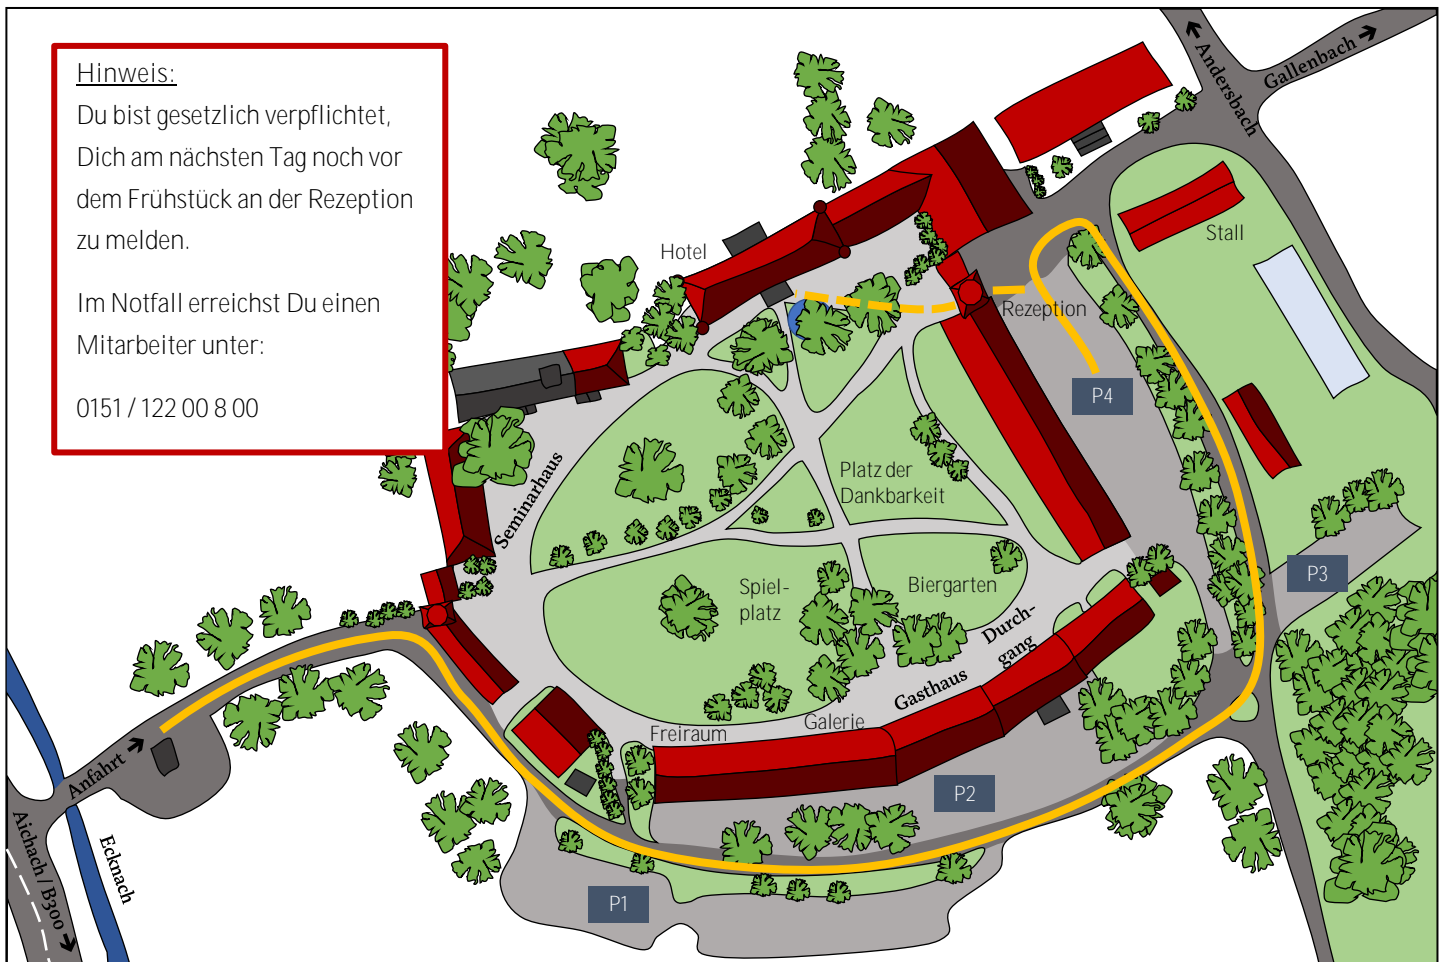 Hinweis:
Du bist gesetzlich verpflichtet,
Dich am nächsten Tag noch vor
dem Frühstück an der Rezeption
zu melden.
Im Notfall erreichst Du einen
Mitarbeiter unter:
0151 / 122 00 8 00
Andersbach
Gallenbach
Hotel
Stall
Rezeption
P4
Seminarhaus
Platz der
Dankbarkeit
P3
Spiel-
platz
Biergarten
Durch-
gang
Gasthaus
Galerie
Freiraum
P2
P1
Anfahrt
Aichach / B300
Ecknach